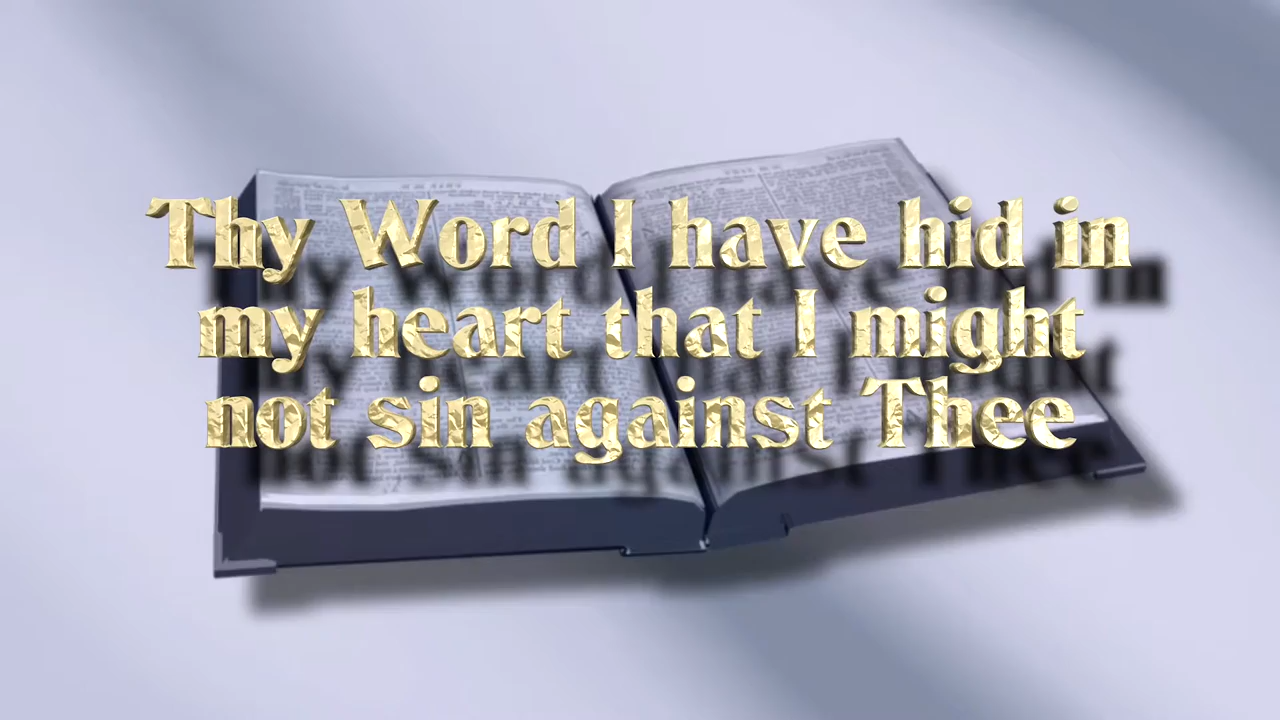 Thy Word I have hid in
my heart that I might
not sin against Thee